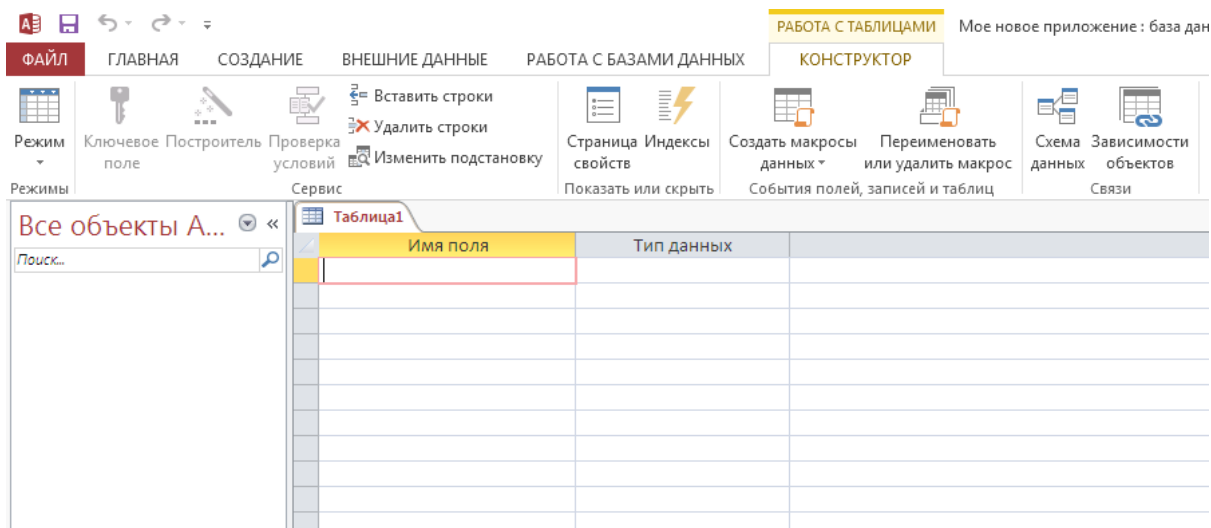 РАБОТА С ТАБЛИЦАМИ Мое новое приложение : база дан
ФАЙЛ ГЛАВНАЯ СОЗДАНИЕ ВНЕШНИЕ ДАННЫЕ РАБОТА С БАЗАМИ ДАННЫХ КОНСТРУКТОР
Режим
Ключевое поле
Построитель
Проверка условий
Вставить строки
Удалить строки
Изменить подстановку
Страница свойств
Индексы
Создать макросы данных
Переименовать или удалить макрос
Схема данных
Зависимости объектов
Режимы Сервис Показать или скрыть События полей, записей и таблиц Связи
Все объекты A... «
Поиск...
Таблица1
Имя поля Тип данных